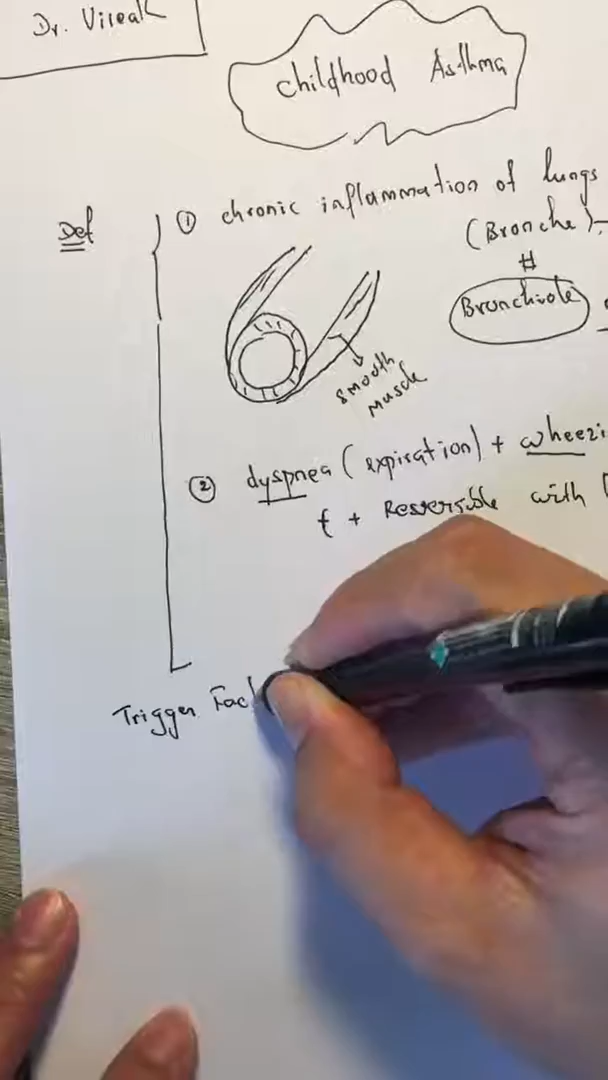 Dr. Vireak
childhood Asthma
Def
① chronic inflammation of lungs
(Bronche)
#
Bronchiole
smooth
muscle
② dyspnea (expiration) + wheezi
+ Reversible with
Trigger Fact